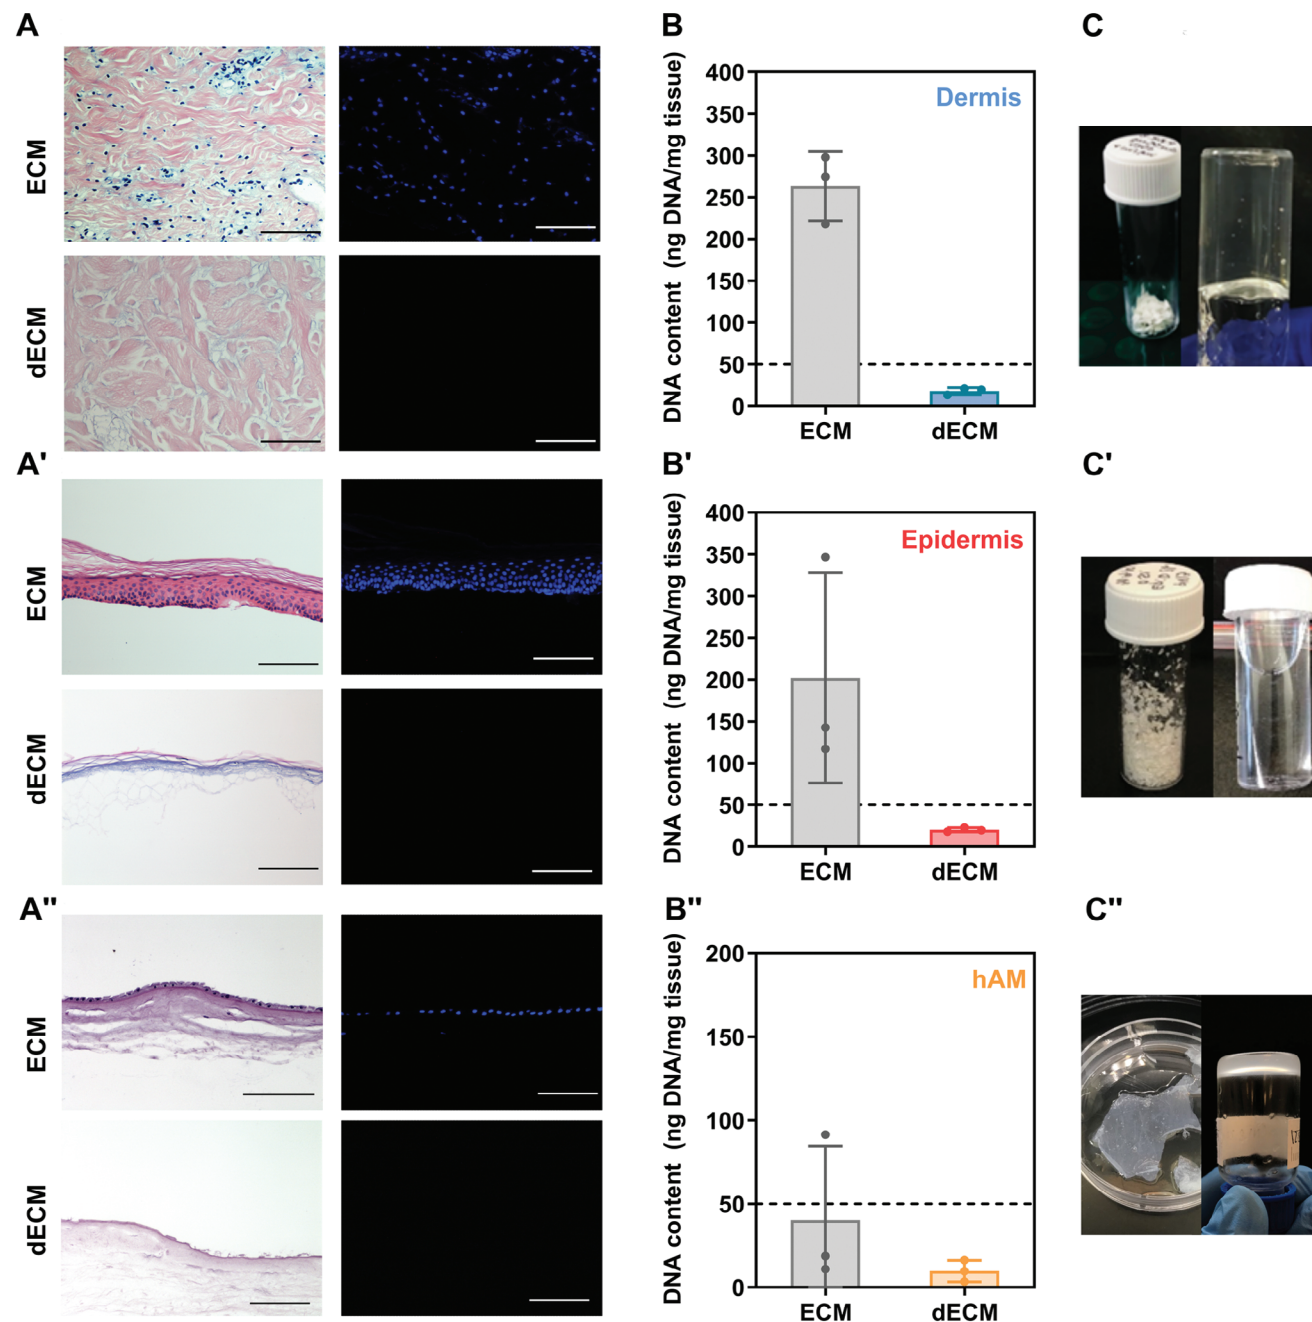 A
B
C
ECM
dECM
DNA content (ng DNA/mg tissue)
400
350
300
250
200
150
100
50
0
Dermis
ECM
dECM
A'
B'
C'
ECM
dECM
DNA content (ng DNA/mg tissue)
400
350
300
250
200
150
100
50
0
Epidermis
ECM
dECM
A"
B"
C"
ECM
dECM
DNA content (ng DNA/mg tissue)
200
150
100
50
0
hAM
ECM
dECM